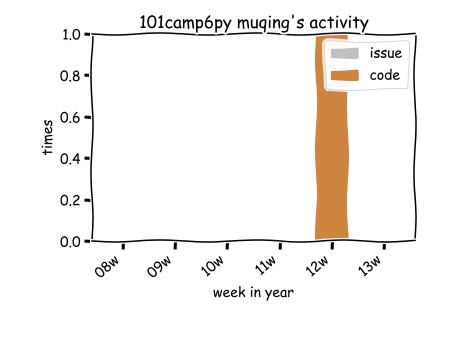 101camp6py muqing's activity
1.0
0.8
0.6
0.4
0.2
0.0
times
issue
code
08w
09w
10w
11w
12w
13w
week in year